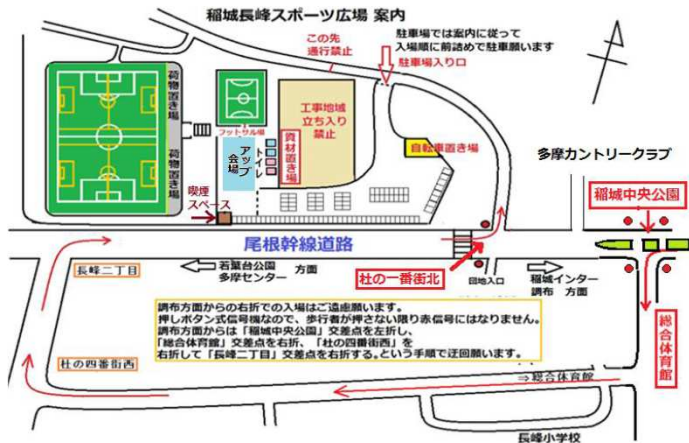 稲城長峰スポーツ広場 案内
この先
通行禁止
駐車場では案内に従って
入場順に前詰めで駐車願います
駐車場入り口
荷物置き場
荷物置き場
フットサル場
工事地域
立ち入り
禁止
アップ
会場
トイレ
資材置き場
自転車置き場
喫煙
スペース
多摩カントリークラブ
稲城中央公園
尾根幹線道路
長峰二丁目
若葉台公園
多摩センター 方面
杜の一番街北
団地入口
稲城インター
調布 方面
調布方面からの右折での入場はご遠慮願います。
押しボタン式信号機なので、歩行者が押さない限り赤信号にはなりません。
調布方面からは「稲城中央公園」交差点を左折し、
「総合体育館」交差点を右折、「杜の四番街西」を
右折して「長峰二丁目」交差点を右折する。という手順で迂回願います。
総合体育館
杜の四番街西
⇒総合体育館
長峰小学校